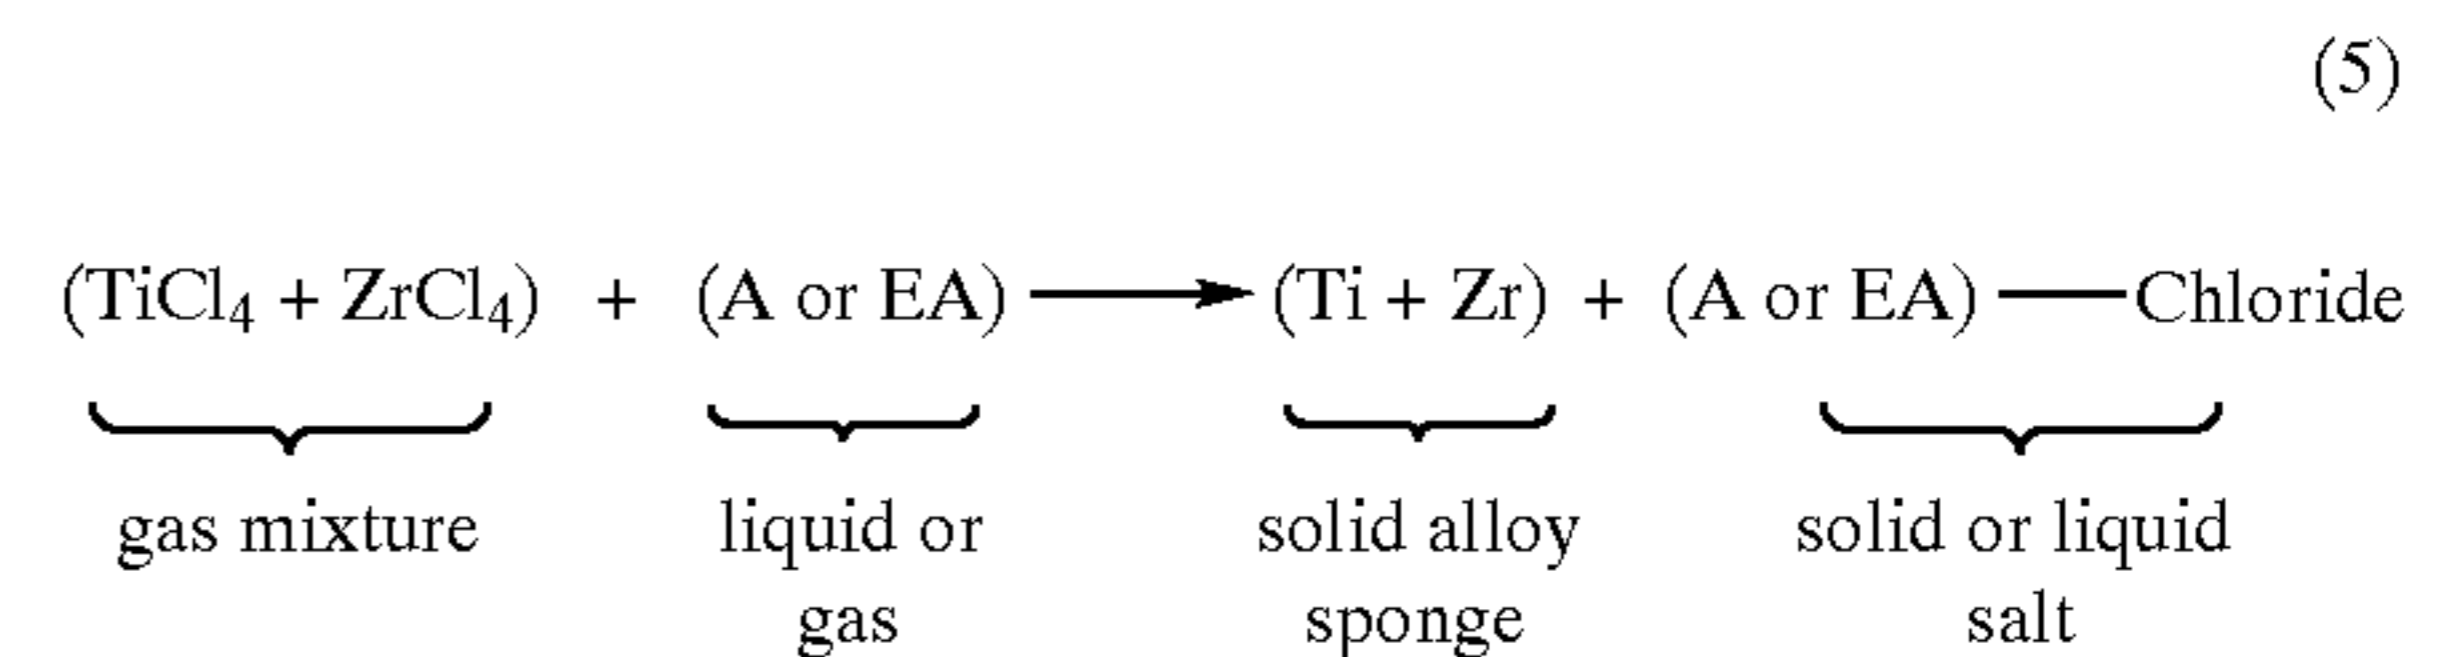 (5)
(TiCl₄ + ZrCl₄) + (A or EA) ⟶ (Ti + Zr) + (A or EA) — Chloride
gas mixture liquid or solid alloy solid or liquid
gas sponge salt